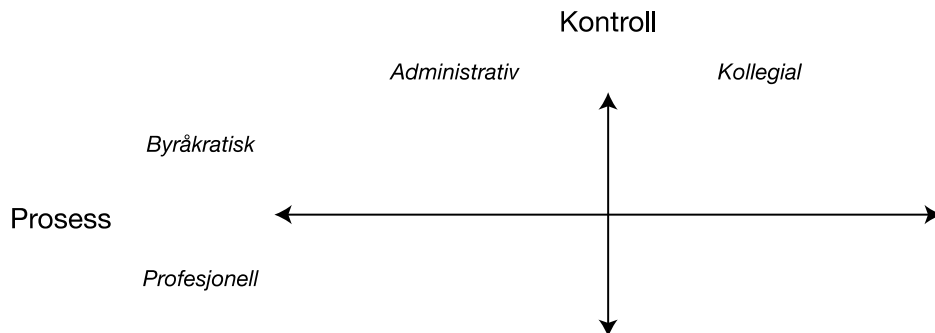 Kontroll
Administrativ Kollegial
Byråkratisk
Prosess
Profesjonell